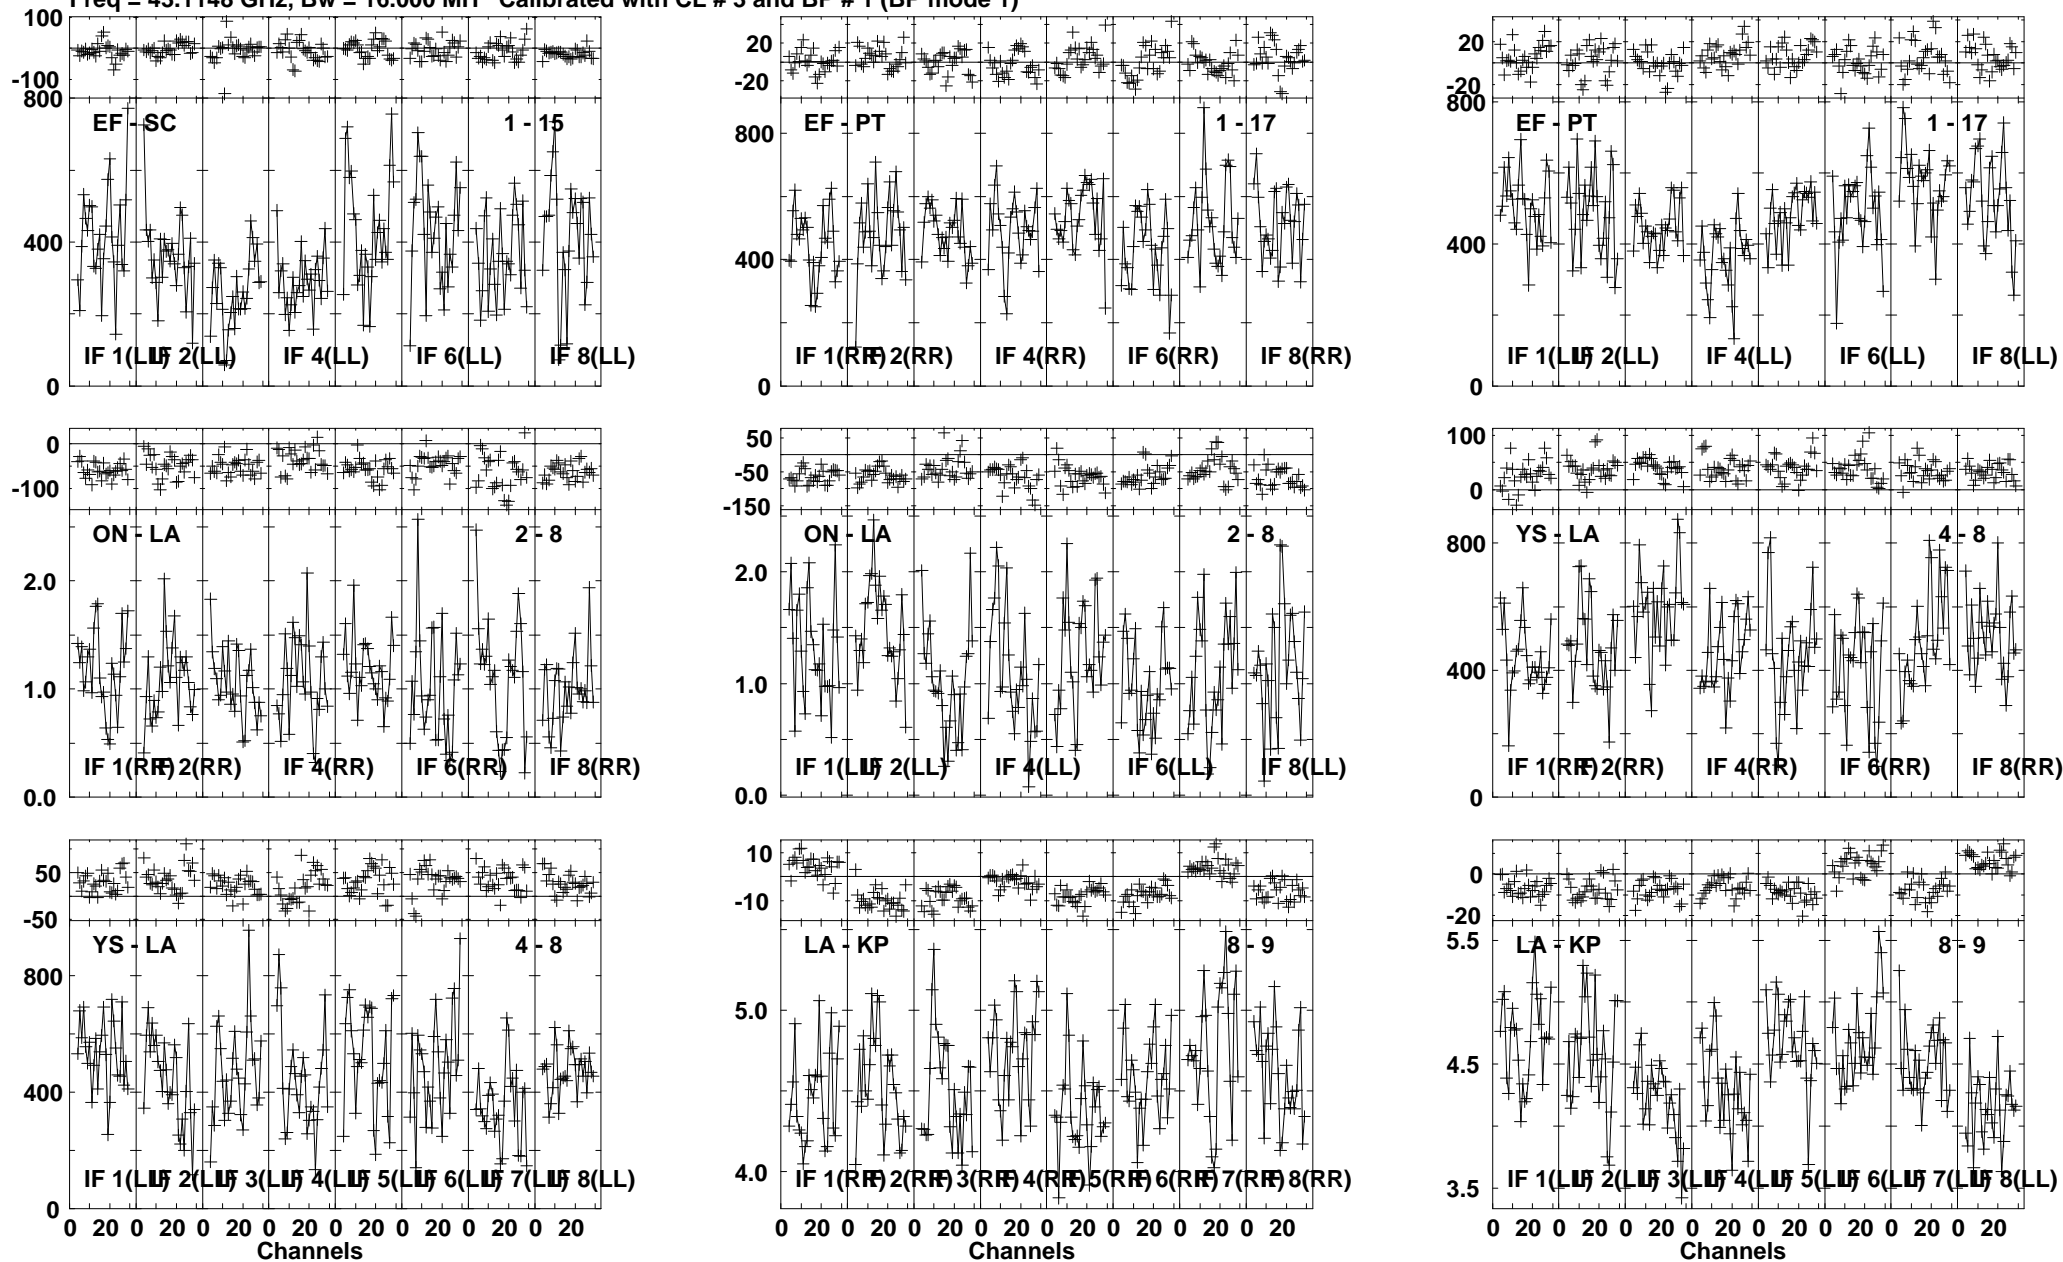 Freq = 43.1148 GHz, Bw = 16.000 MH Calibrated with CL # 3 and BP # 1 (BP mode 1)
100
-100
20
-20
20
-20
800
400
0
EF - SC 1 - 15
IF 1(LL) IF 2(LL) IF 4(LL) IF 6(LL) IF 8(LL)
800
400
0
EF - PT 1 - 17
IF 1(RR) IF 2(RR) IF 4(RR) IF 6(RR) IF 8(RR)
800
400
0
EF - PT 1 - 17
IF 1(LL) IF 2(LL) IF 4(LL) IF 6(LL) IF 8(LL)
0
-100
50
-50
-150
100
0
2.0
1.0
0.0
ON - LA 2 - 8
IF 1(RR) IF 2(RR) IF 4(RR) IF 6(RR) IF 8(RR)
2.0
1.0
0.0
ON - LA 2 - 8
IF 1(LL) IF 2(LL) IF 4(LL) IF 6(LL) IF 8(LL)
800
400
0
YS - LA 4 - 8
IF 1(RR) IF 2(RR) IF 4(RR) IF 6(RR) IF 8(RR)
50
-50
10
-10
0
-20
800
400
0
YS - LA 4 - 8
IF 1(LL) IF 2(LL) IF 3(LL) IF 4(LL) IF 5(LL) IF 6(LL) IF 7(LL) IF 8(LL)
0 20 0 20 0 20 0 20 0 20 0 20 0 20 0 20
Channels
5.0
4.0
LA - KP 8 - 9
IF 1(RR) IF 2(RR) IF 3(RR) IF 4(RR) IF 5(RR) IF 6(RR) IF 7(RR) IF 8(RR)
0 20 0 20 0 20 0 20 0 20 0 20 0 20 0 20
Channels
5.5
4.5
3.5
LA - KP 8 - 9
IF 1(LL) IF 2(LL) IF 3(LL) IF 4(LL) IF 5(LL) IF 6(LL) IF 7(LL) IF 8(LL)
0 20 0 20 0 20 0 20 0 20 0 20 0 20 0 20
Channels